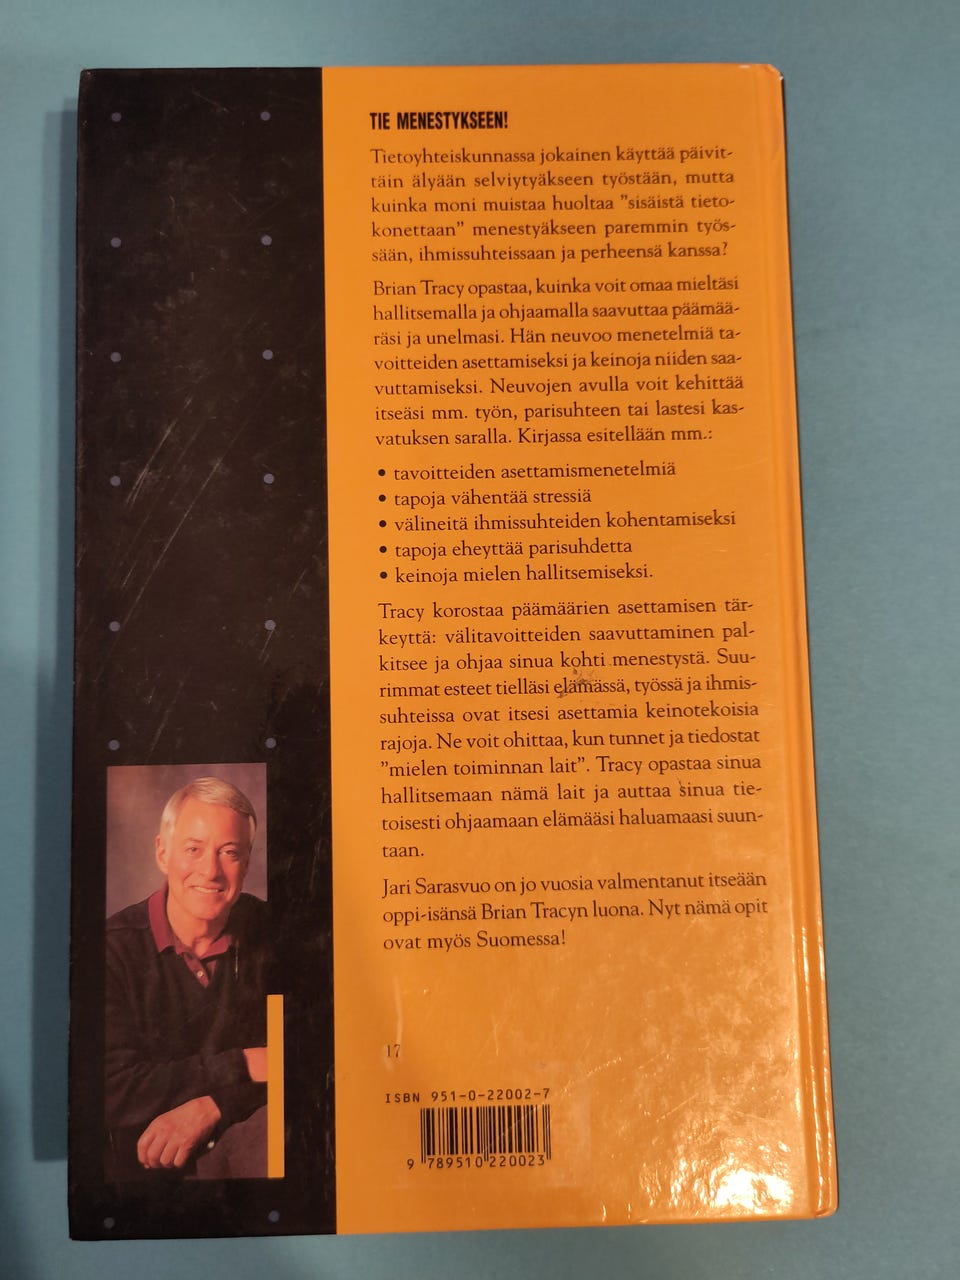 TIE MENESTYKSEEN!
Tietoyhteiskunnassa jokainen käyttää päivit-
täin älyään selviytyäkseen työstään, mutta
kuinka moni muistaa huoltaa ”sisäistä tieto-
konettaan” menestyäkseen paremmin työs-
sään, ihmissuhteissaan ja perheensä kanssa?
Brian Tracy opastaa, kuinka voit omaa mieltäsi
hallitsemalla ja ohjaamalla saavuttaa päämää-
räsi ja unelmasi. Hän neuvoo menetelmiä ta-
voitteiden asettamiseksi ja keinoja niiden saa-
vuttamiseksi. Neuvojen avulla voit kehittää
itseäsi mm. työn, parisuhteen tai lastesi kas-
vatuksen saralla. Kirjassa esitellään mm.:
• tavoitteiden asettamismenetelmiä
• tapoja vähentää stressiä
• välineitä ihmissuhteiden kohentamiseksi
• tapoja eheyttää parisuhdetta
• keinoja mielen hallitsemiseksi.
Tracy korostaa päämäärien asettamisen tär-
keyttä: välitavoitteiden saavuttaminen pal-
kitsee ja ohjaa sinua kohti menestystä. Suu-
rimmat esteet tielläsi elämässä, työssä ja ihmis-
suhteissa ovat itsesi asettamia keinotekoisia
rajoja. Ne voit ohittaa, kun tunnet ja tiedostat
”mielen toiminnan lait”. Tracy opastaa sinua
hallitsemaan nämä lait ja auttaa sinua tie-
toisesti ohjaamaan elämääsi haluamaasi suun-
taan.
Jari Sarasvuo on jo vuosia valmentanut itseään
oppi-isänsä Brian Tracyn luona. Nyt nämä opit
ovat myös Suomessa!
17
ISBN 951-0-22002-7
9 789510 220023